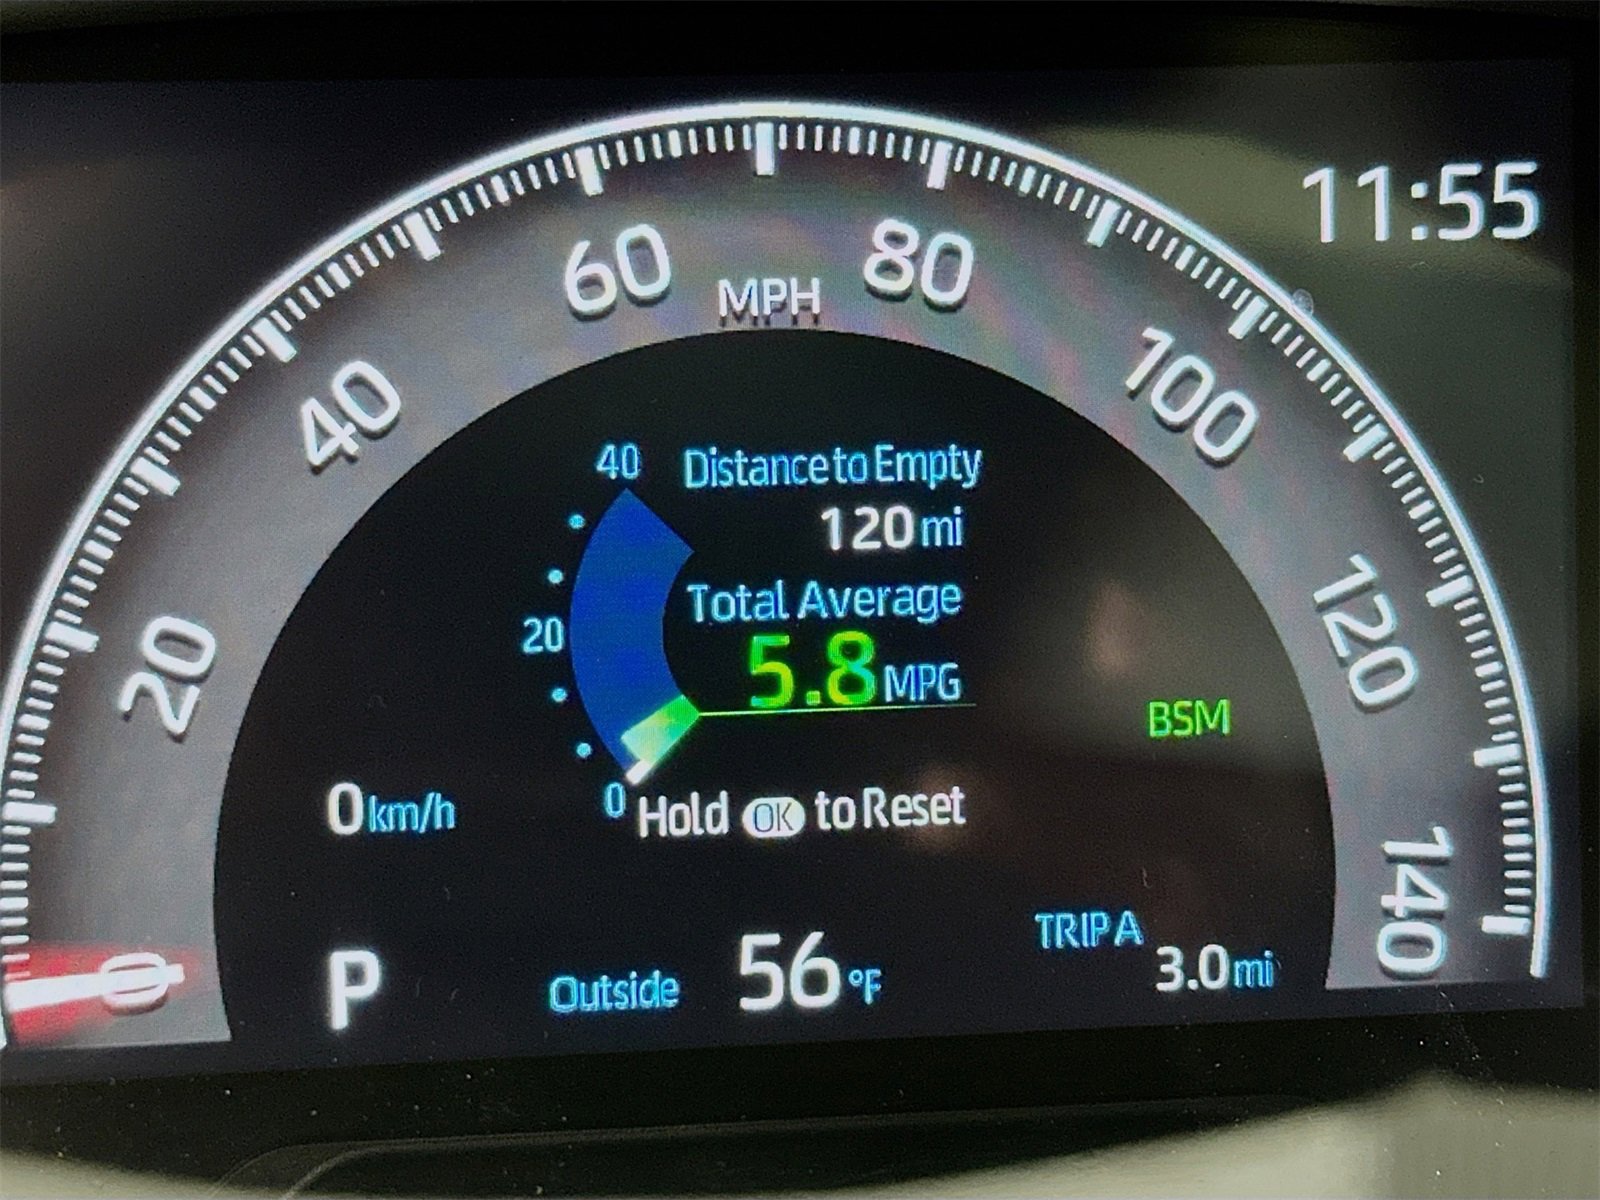 11:55
60
MPH
80
40
100
20
120
140
0
40
Distance to Empty
120 mi
Total Average
20
5.8 MPG
BSM
0
Hold OK to Reset
0 km/h
TRIP A
3.0 mi
P
Outside 56 °F